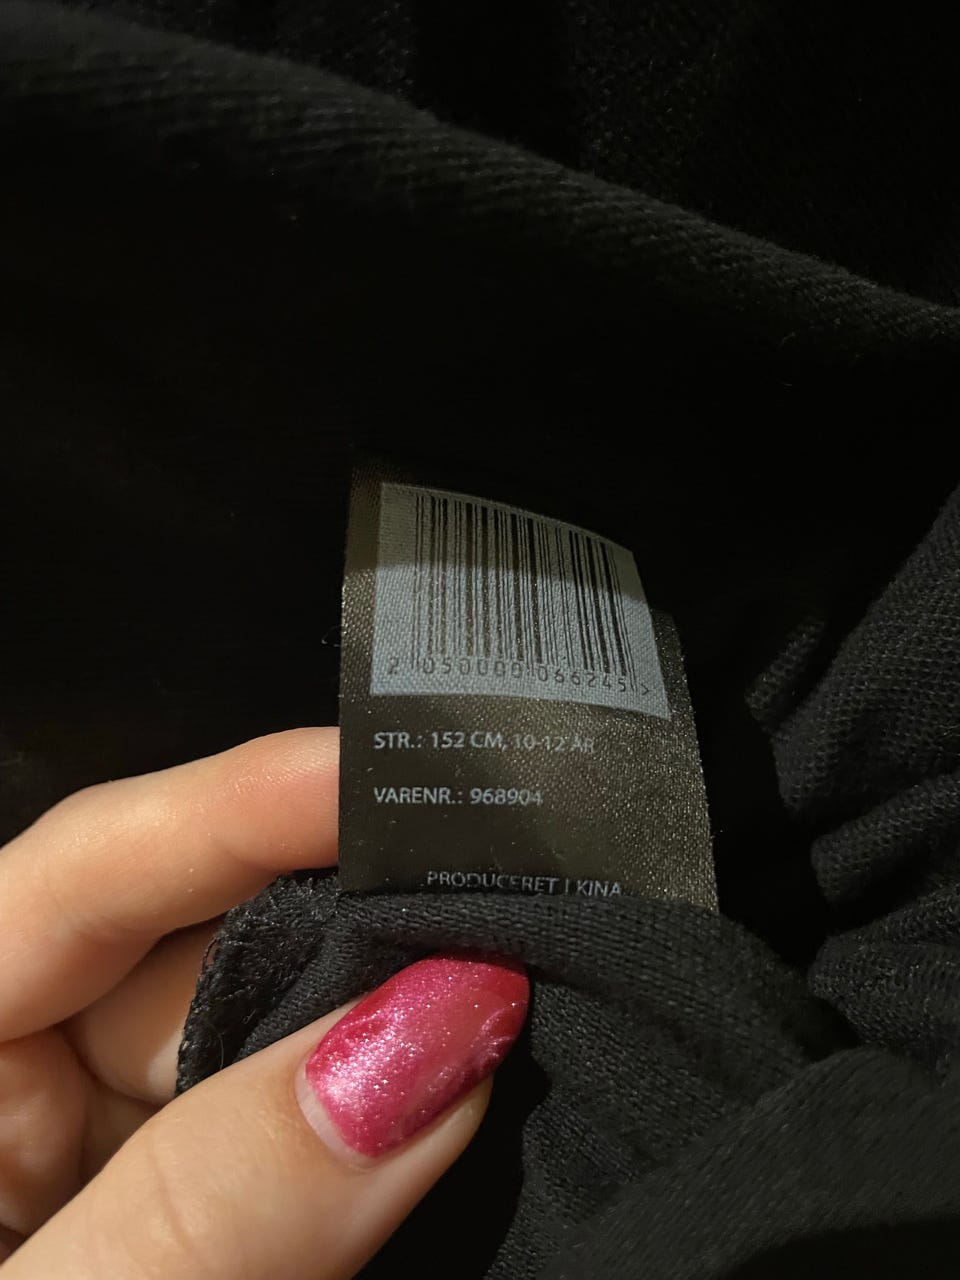 2 050000 066245 >
STR.: 152 CM, 10-12 ÅR
VARENR.: 968904
PRODUCERET I KINA